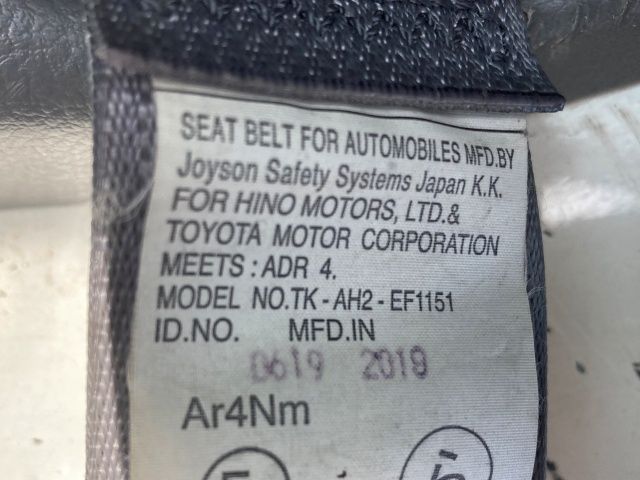 SEAT BELT FOR AUTOMOBILES MFD.BY
Joyson Safety Systems Japan K.K.
FOR HINO MOTORS, LTD.&
TOYOTA MOTOR CORPORATION
MEETS : ADR 4.
MODEL NO.TK - AH2 - EF1151
ID.NO. MFD.IN
0619 2018
Ar4Nm